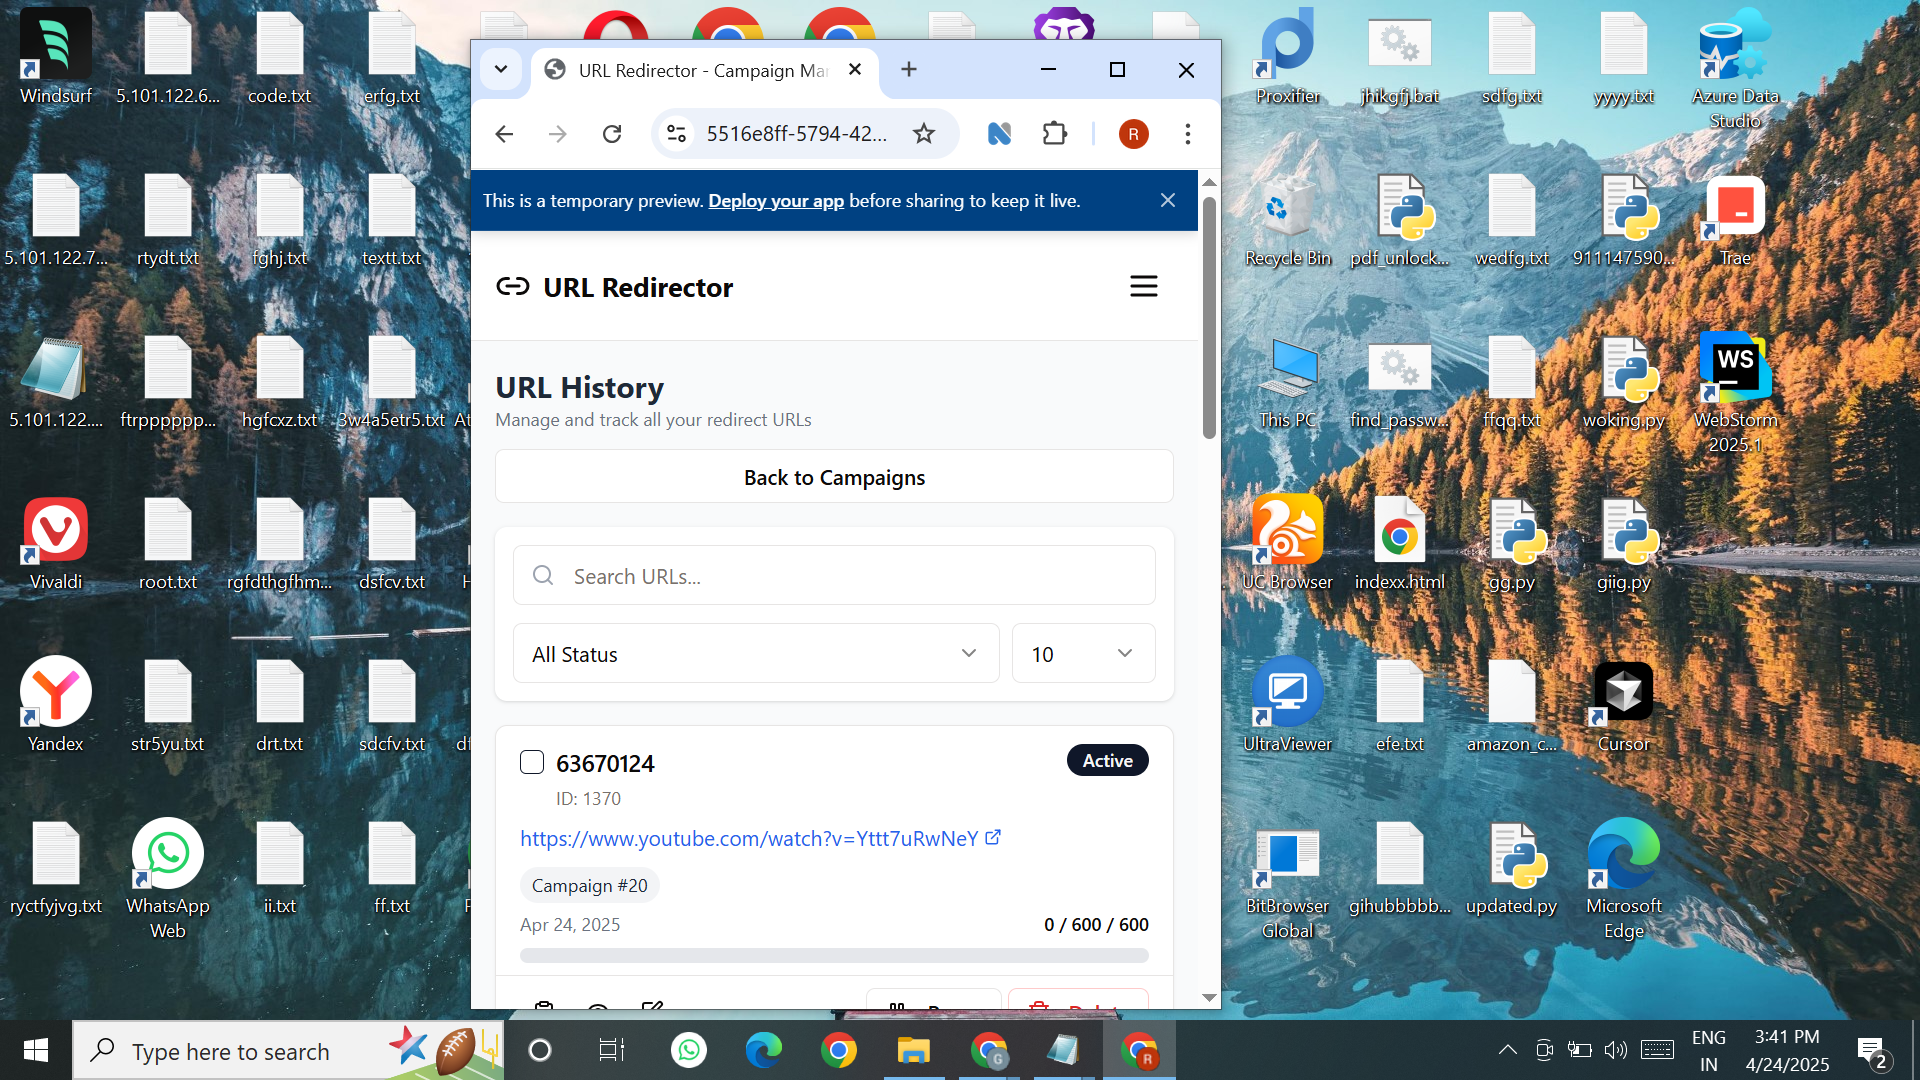 Windsurf
5.101.122.6...
code.txt
erfg.txt
5.101.122.7...
rtydt.txt
fghj.txt
textt.txt
5.101.122....
ftrpppppp...
hgfcxz.txt
3w4a5etr5.txt
At
Vivaldi
root.txt
rgfdthgfhm...
dsfcv.txt
H
Yandex
str5yu.txt
drt.txt
sdcfv.txt
df
ryctfyjvg.txt
WhatsApp
Web
ii.txt
ff.txt
URL Redirector - Campaign Mar
5516e8ff-5794-42...
R
This is a temporary preview. Deploy your app before sharing to keep it live.
URL Redirector
URL History
Manage and track all your redirect URLs
Back to Campaigns
Search URLs...
All Status
10
63670124
Active
ID: 1370
https://www.youtube.com/watch?v=Yttt7uRwNeY
Campaign #20
Apr 24, 2025
0 / 600 / 600
Proxifier
jhikgfj.bat
sdfg.txt
yyyy.txt
Azure Data
Studio
Recycle Bin
pdf_unlock...
wedfg.txt
911147590...
Trae
This PC
find_passw...
ffqq.txt
woking.py
WS
WebStorm
2025.1
UC Browser
indexx.html
gg.py
giig.py
UltraViewer
efe.txt
amazon_c...
Cursor
BitBrowser
Global
gihubbbbb...
updated.py
Microsoft
Edge
Type here to search
G
R
ENG
IN
3:41 PM
4/24/2025
2